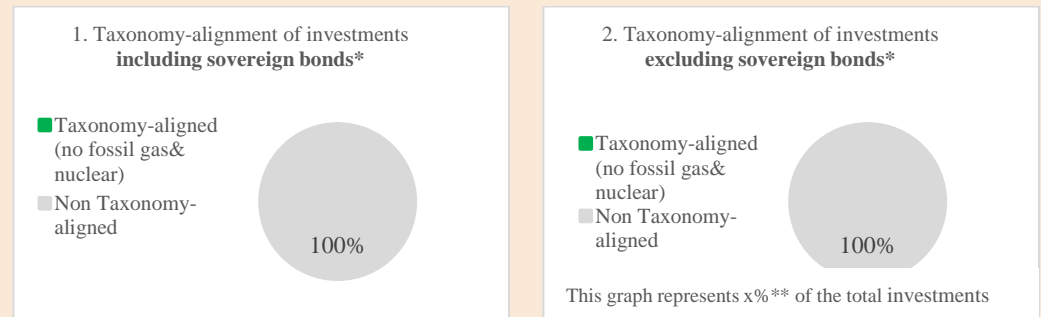 1. Taxonomy-alignment of investments
including sovereign bonds*
Taxonomy-aligned
(no fossil gas&
nuclear)
Non Taxonomy-
aligned
100%
2. Taxonomy-alignment of investments
excluding sovereign bonds*
Taxonomy-aligned
(no fossil gas&
nuclear)
Non Taxonomy-
aligned
100%
This graph represents x%** of the total investments